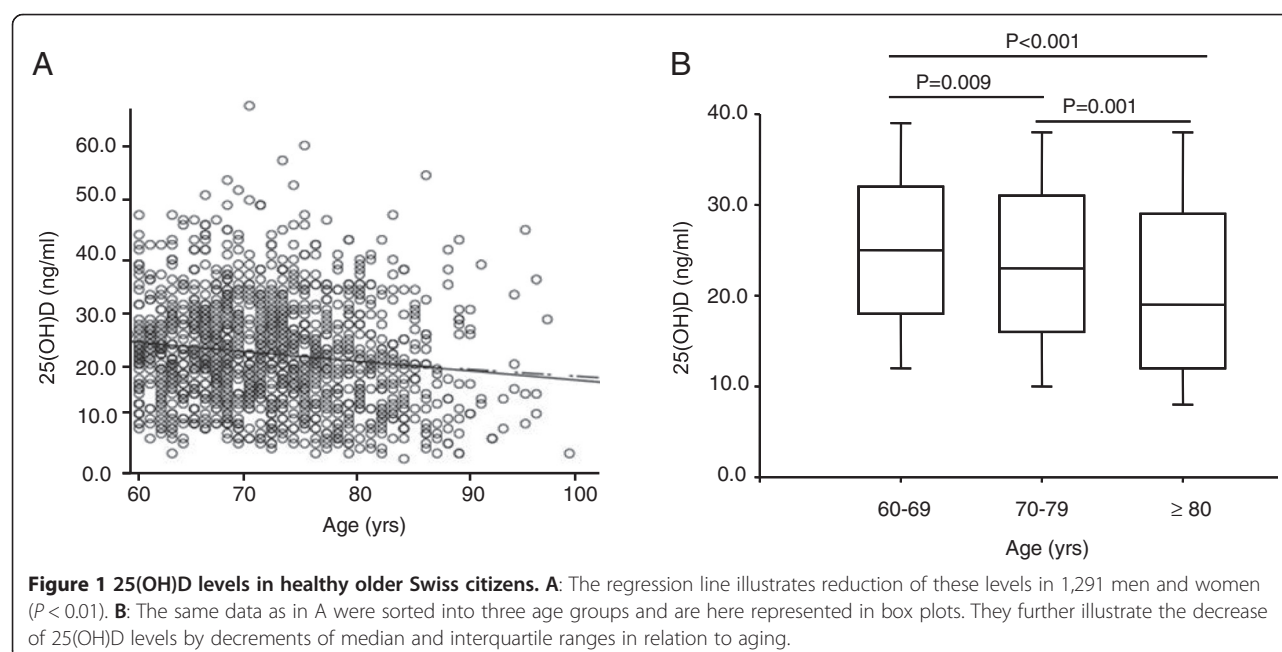 A
B
P<0.001
P=0.009
P=0.001
25(OH)D (ng/ml)
60.0
50.0
40.0
30.0
20.0
10.0
0.0
60 70 80 90 100
Age (yrs)
25(OH)D (ng/ml)
40.0
30.0
20.0
10.0
0.0
60-69 70-79 ≥ 80
Age (yrs)
Figure 1 25(OH)D levels in healthy older Swiss citizens. A: The regression line illustrates reduction of these levels in 1,291 men and women
(P < 0.01). B: The same data as in A were sorted into three age groups and are here represented in box plots. They further illustrate the decrease
of 25(OH)D levels by decrements of median and interquartile ranges in relation to aging.